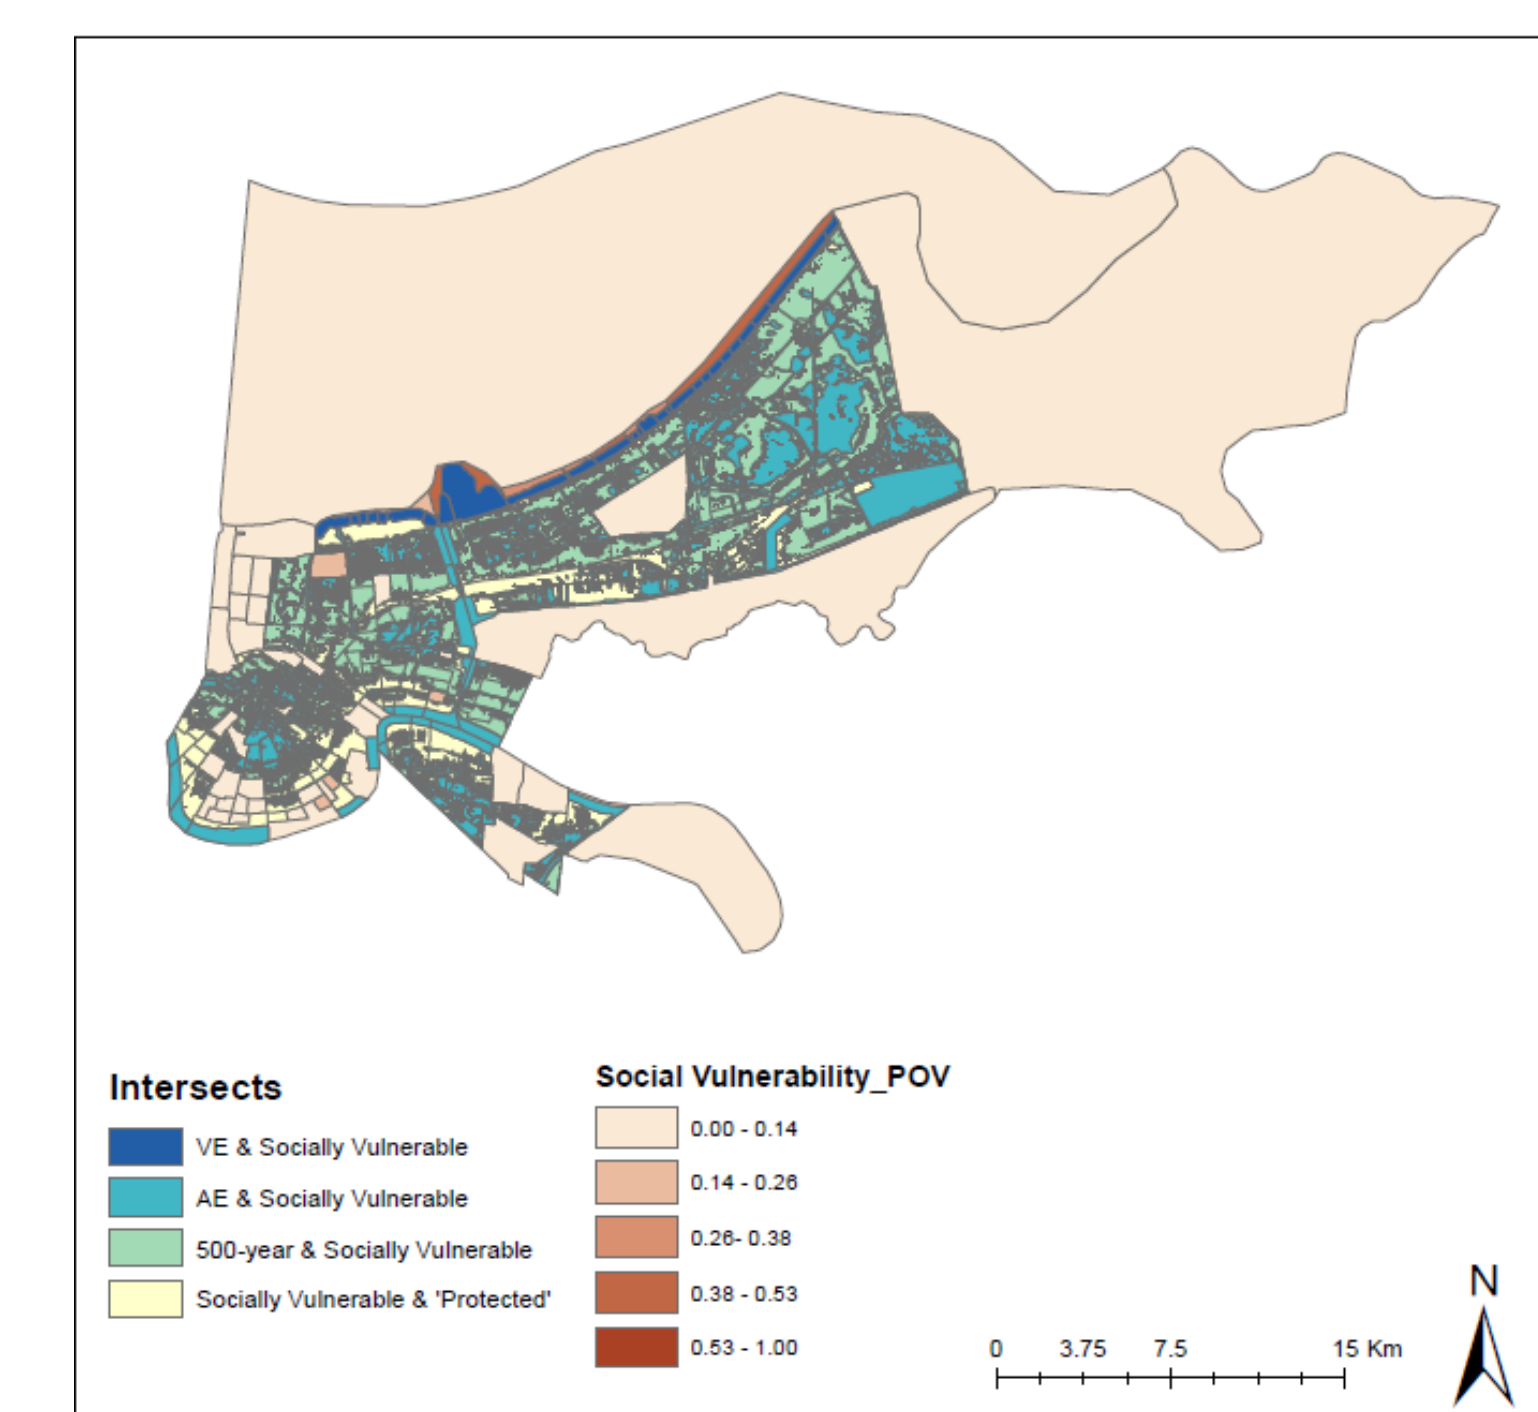 Intersects
VE & Socially Vulnerable
AE & Socially Vulnerable
500-year & Socially Vulnerable
Socially Vulnerable & 'Protected'
Social Vulnerability_POV
0.00 - 0.14
0.14 - 0.26
0.26- 0.38
0.38 - 0.53
0.53 - 1.00
0 3.75 7.5 15 Km
N